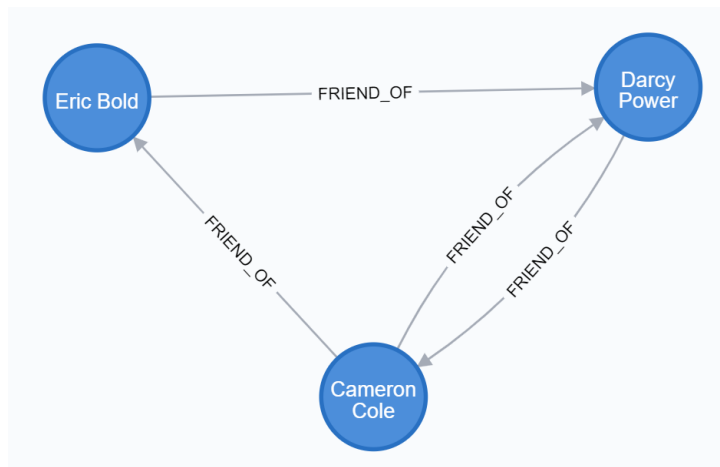 Eric Bold
FRIEND_OF
Darcy
Power
FRIEND_OF
FRIEND_OF
FRIEND_OF
Cameron
Cole